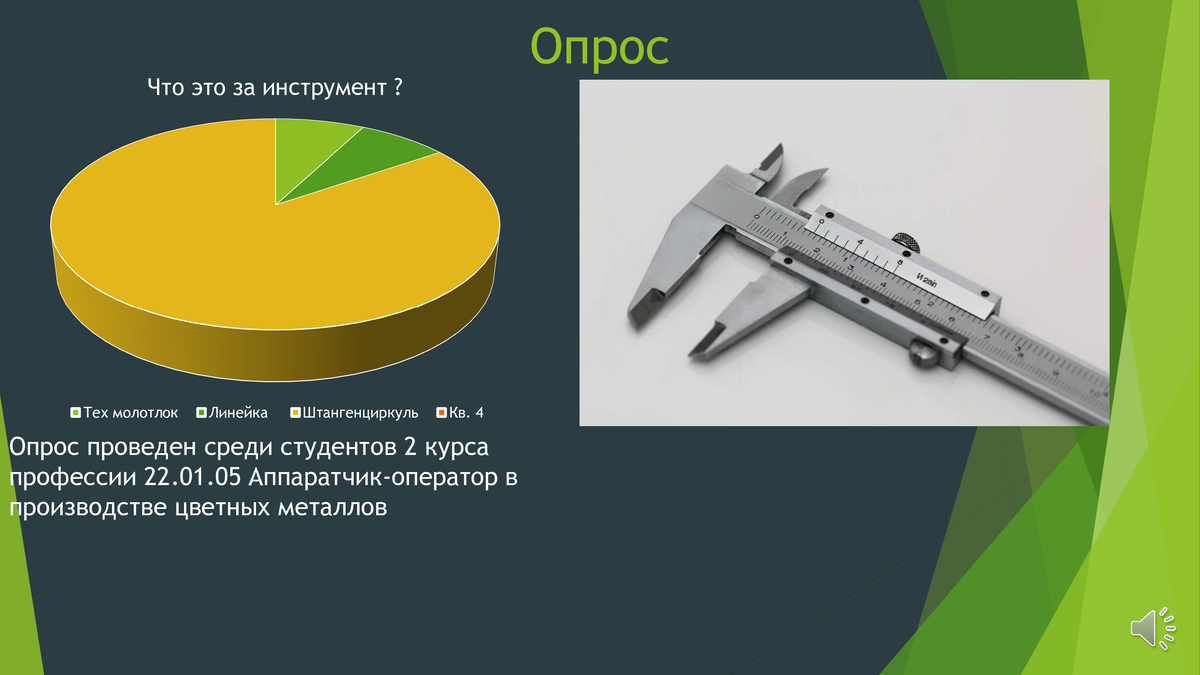 Опрос
Что это за инструмент ?
Тех молотлок Линейка Штангенциркуль Кв. 4
Опрос проведен среди студентов 2 курса
профессии 22.01.05 Аппаратчик-оператор в
производстве цветных металлов